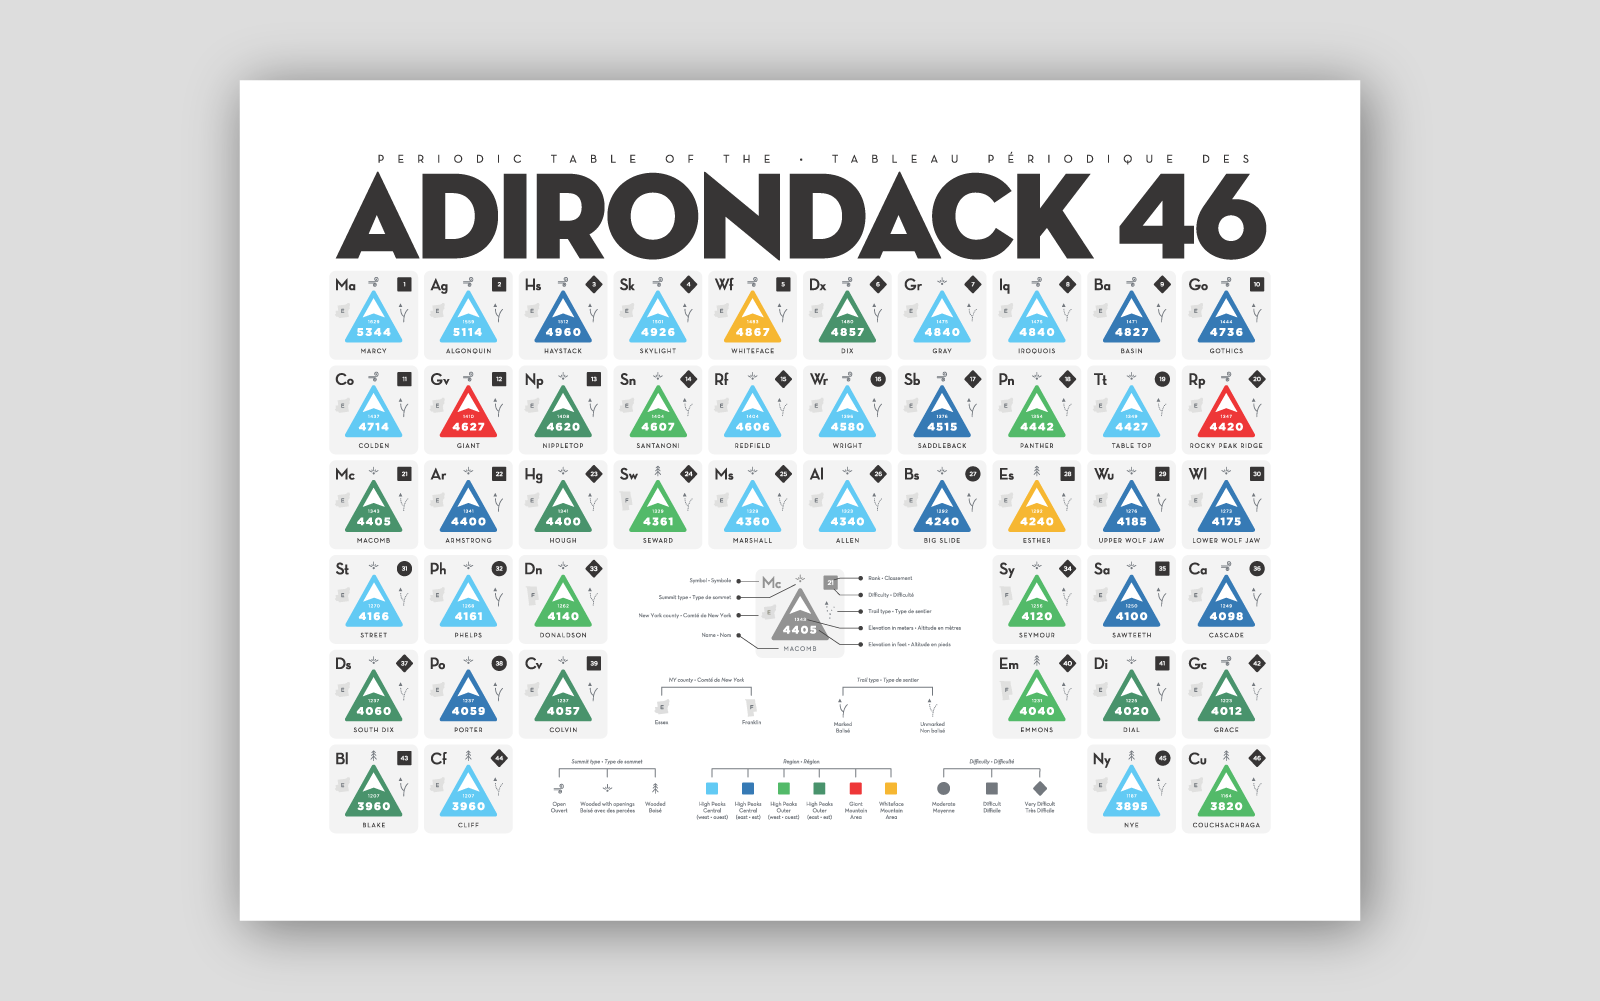 PERIODIC TABLE OF THE • TABLEAU PÉRIODIQUE DES
ADIRONDACK 46
Ma 1 E 1629 5344 MARCY
Ag 2 E 1559 5114 ALGONQUIN
Hs 3 E 1512 4960 HAYSTACK
Sk 4 E 1501 4926 SKYLIGHT
Wf 5 E 1483 4867 WHITEFACE
Dx 6 E 1480 4857 DIX
Gr 7 E 1475 4840 GRAY
Iq 8 E 1475 4840 IROQUOIS
Ba 9 E 1471 4827 BASIN
Go 10 E 1444 4736 GOTHICS
Co 11 E 1437 4714 COLDEN
Gv 12 E 1410 4627 GIANT
Np 13 E 1408 4620 NIPPLETOP
Sn 14 E 1404 4607 SANTANONI
Rf 15 E 1404 4606 REDFIELD
Wr 16 E 1396 4580 WRIGHT
Sb 17 E 1376 4515 SADDLEBACK
Pn 18 E 1354 4442 PANTHER
Tt 19 E 1349 4427 TABLE TOP
Rp 20 E 1347 4420 ROCKY PEAK RIDGE
Mc 21 E 1343 4405 MACOMB
Ar 22 E 1341 4400 ARMSTRONG
Hg 23 E 1341 4400 HOUGH
Sw 24 F 1329 4361 SEWARD
Ms 25 E 1329 4360 MARSHALL
Al 26 E 1323 4340 ALLEN
Bs 27 E 1292 4240 BIG SLIDE
Es 28 E 1292 4240 ESTHER
Wu 29 E 1276 4185 UPPER WOLF JAW
Wl 30 E 1273 4175 LOWER WOLF JAW
St 31 E 1270 4166 STREET
Ph 32 E 1268 4161 PHELPS
Dn 33 F 1262 4140 DONALDSON
Sy 34 F 1256 4120 SEYMOUR
Sa 35 E 1250 4100 SAWTEETH
Ca 36 E 1249 4098 CASCADE
Ds 37 E 1237 4060 SOUTH DIX
Po 38 E 1237 4059 PORTER
Cv 39 E 1237 4057 COLVIN
Em 40 F 1231 4040 EMMONS
Di 41 E 1225 4020 DIAL
Gc 42 E 1223 4012 GRACE
Bl 43 E 1207 3960 BLAKE
Cf 44 E 1207 3960 CLIFF
Ny 45 E 1187 3895 NYE
Cu 46 E 1164 3820 COUCHSACHRAGA
Symbol • Symbole
Summit type • Type de sommet
New York county • Comté de New York
Name • Nom
Mc 21 E 1343 4405 MACOMB
Rank • Classement
Difficulty • Difficulté
Trail type • Type de sentier
Elevation in meters • Altitude en mètres
Elevation in feet • Altitude en pieds
NY county • Comté de New York
E
Essex
F
Franklin
Trail type • Type de sentier
Marked
Balisé
Unmarked
Non balisé
Summit type • Type de sommet
Open
Ouvert
Wooded with openings
Boisé avec des percées
Wooded
Boisé
Region • Région
High Peaks
Central
(west • ouest)
High Peaks
Central
(east • est)
High Peaks
Outer
(west • ouest)
High Peaks
Outer
(east • est)
Giant
Mountain
Area
Whiteface
Mountain
Area
Difficulty • Difficulté
Moderate
Moyenne
Difficult
Difficile
Very Difficult
Très Difficile